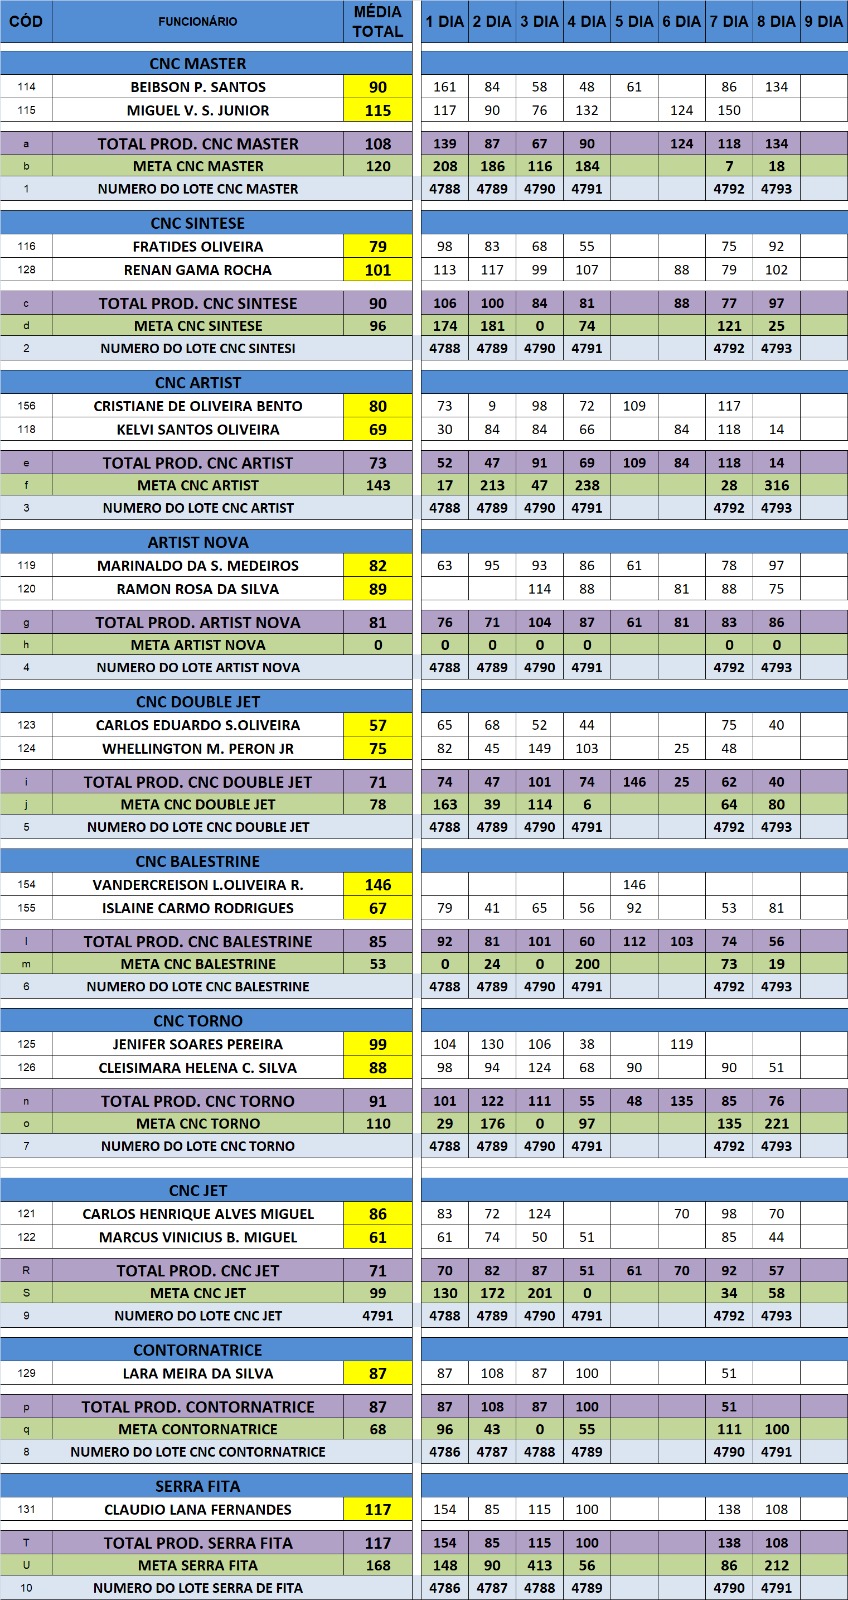 CÓD FUNCIONÁRIO MÉDIA TOTAL 1 DIA 2 DIA 3 DIA 4 DIA 5 DIA 6 DIA 7 DIA 8 DIA 9 DIA
CNC MASTER
114 BEIBSON P. SANTOS 90 161 84 58 48 61 86 134
115 MIGUEL V. S. JUNIOR 115 117 90 76 132 124 150
a TOTAL PROD. CNC MASTER 108 139 87 67 90 124 118 134
b META CNC MASTER 120 208 186 116 184 7 18
1 NUMERO DO LOTE CNC MASTER 4788 4789 4790 4791 4792 4793
CNC SINTESE
116 FRATIDES OLIVEIRA 79 98 83 68 55 75 92
128 RENAN GAMA ROCHA 101 113 117 99 107 88 79 102
c TOTAL PROD. CNC SINTESE 90 106 100 84 81 88 77 97
d META CNC SINTESE 96 174 181 0 74 121 25
2 NUMERO DO LOTE CNC SINTESI 4788 4789 4790 4791 4792 4793
CNC ARTIST
156 CRISTIANE DE OLIVEIRA BENTO 80 73 9 98 72 109 117
118 KELVI SANTOS OLIVEIRA 69 30 84 84 66 84 118 14
e TOTAL PROD. CNC ARTIST 73 52 47 91 69 109 84 118 14
f META CNC ARTIST 143 17 213 47 238 28 316
3 NUMERO DO LOTE CNC ARTIST 4788 4789 4790 4791 4792 4793
ARTIST NOVA
119 MARINALDO DA S. MEDEIROS 82 63 95 93 86 61 78 97
120 RAMON ROSA DA SILVA 89 114 88 81 88 75
g TOTAL PROD. ARTIST NOVA 81 76 71 104 87 61 81 83 86
h META ARTIST NOVA 0 0 0 0 0 0 0
4 NUMERO DO LOTE ARTIST NOVA 4788 4789 4790 4791 4792 4793
CNC DOUBLE JET
123 CARLOS EDUARDO S.OLIVEIRA 57 65 68 52 44 75 40
124 WHELLINGTON M. PERON JR 75 82 45 149 103 25 48
i TOTAL PROD. CNC DOUBLE JET 71 74 47 101 74 146 25 62 40
j META CNC DOUBLE JET 78 163 39 114 6 64 80
5 NUMERO DO LOTE CNC DOUBLE JET 4788 4789 4790 4791 4792 4793
CNC BALESTRINE
154 VANDERCREISON L.OLIVEIRA R. 146 146
155 ISLAINE CARMO RODRIGUES 67 79 41 65 56 92 53 81
l TOTAL PROD. CNC BALESTRINE 85 92 81 101 60 112 103 74 56
m META CNC BALESTRINE 53 0 24 0 200 73 19
6 NUMERO DO LOTE CNC BALESTRINE 4788 4789 4790 4791 4792 4793
CNC TORNO
125 JENIFER SOARES PEREIRA 99 104 130 106 38 119
126 CLEISIMARA HELENA C. SILVA 88 98 94 124 68 90 90 51
n TOTAL PROD. CNC TORNO 91 101 122 111 55 48 135 85 76
o META CNC TORNO 110 29 176 0 97 135 221
7 NUMERO DO LOTE CNC TORNO 4788 4789 4790 4791 4792 4793
CNC JET
121 CARLOS HENRIQUE ALVES MIGUEL 86 83 72 124 70 98 70
122 MARCUS VINICIUS B. MIGUEL 61 61 74 50 51 85 44
R TOTAL PROD. CNC JET 71 70 82 87 51 61 70 92 57
S META CNC JET 99 130 172 201 0 34 58
9 NUMERO DO LOTE CNC JET 4791 4788 4789 4790 4791 4792 4793
CONTORNATRICE
129 LARA MEIRA DA SILVA 87 87 108 87 100 51
p TOTAL PROD. CONTORNATRICE 87 87 108 87 100 51
q META CONTORNATRICE 68 96 43 0 55 111 100
8 NUMERO DO LOTE CNC CONTORNATRICE 4786 4787 4788 4789 4790 4791
SERRA FITA
131 CLAUDIO LANA FERNANDES 117 154 85 115 100 138 108
T TOTAL PROD. SERRA FITA 117 154 85 115 100 138 108
U META SERRA FITA 168 148 90 413 56 86 212
10 NUMERO DO LOTE SERRA DE FITA 4786 4787 4788 4789 4790 4791